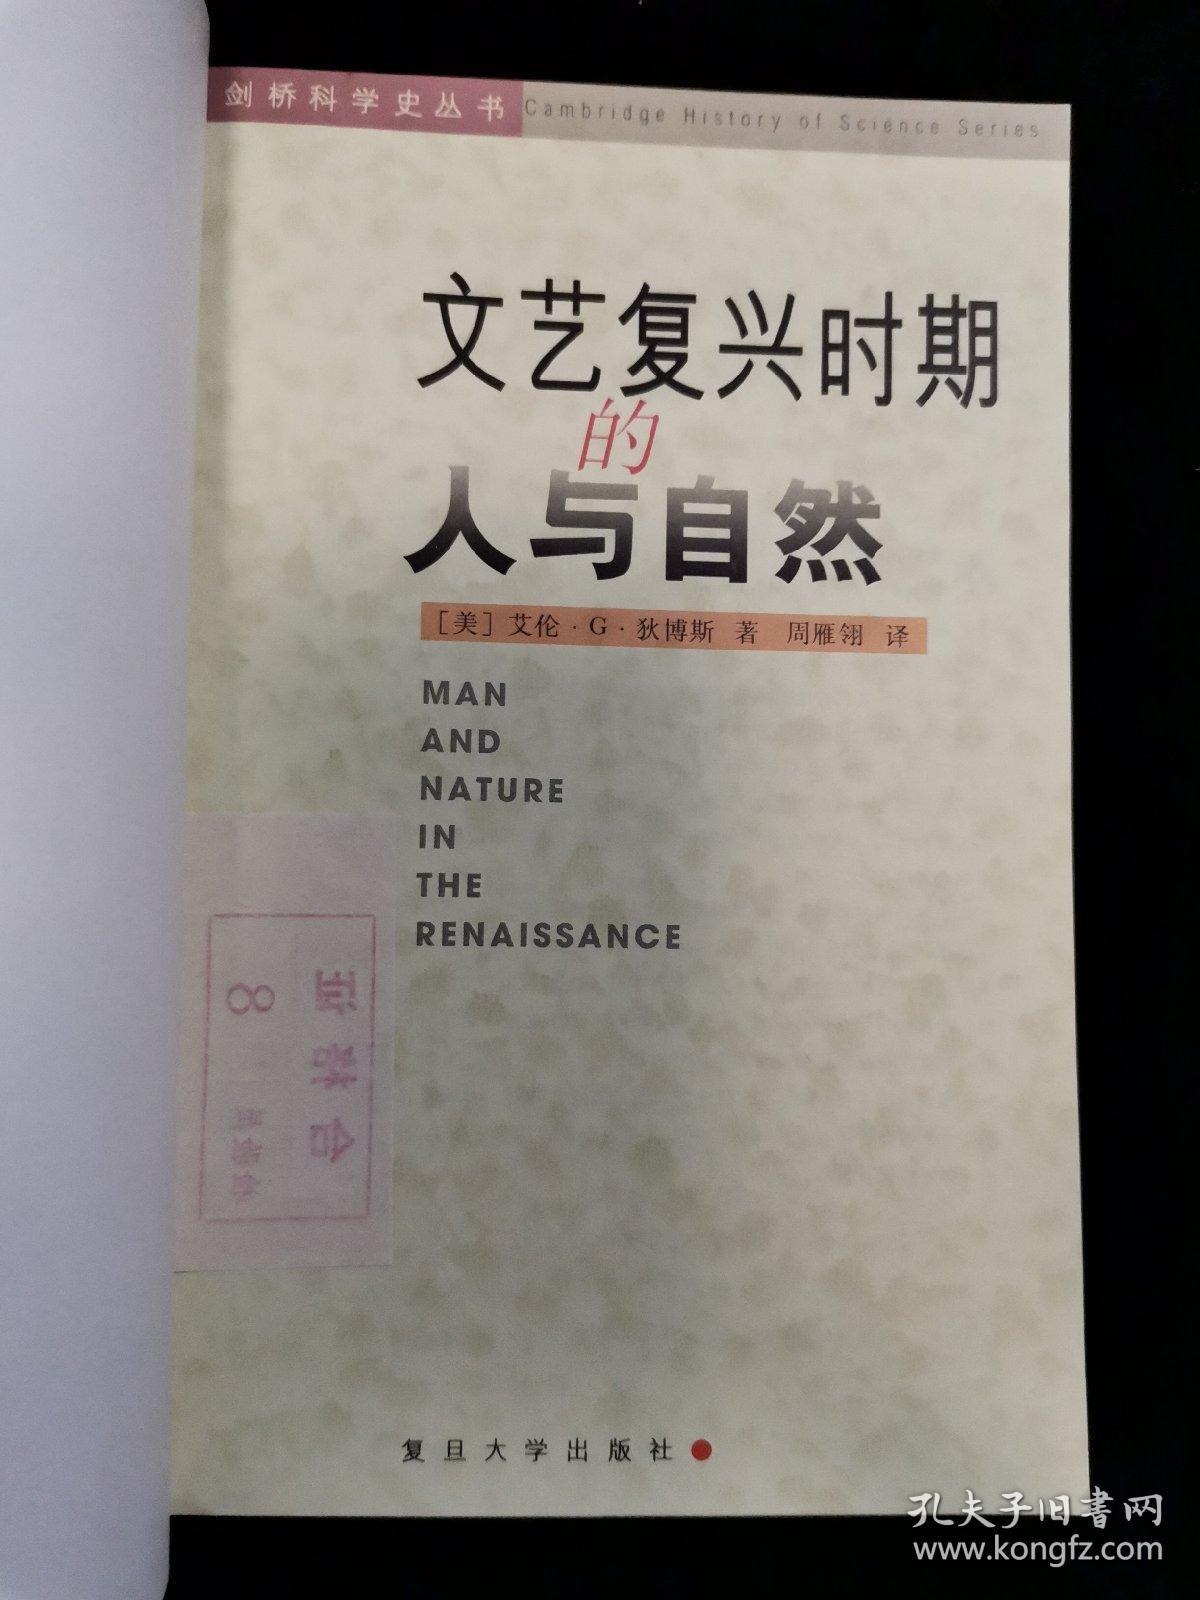 剑桥科学史丛书 Cambridge History of Science Series
文艺复兴时期
的
人与自然
[美] 艾伦·G·狄博斯 著 周雁翎 译
MAN
AND
NATURE
IN
THE
RENAISSANCE
8
复旦大学出版社
孔夫子旧书网
www.kongfz.com